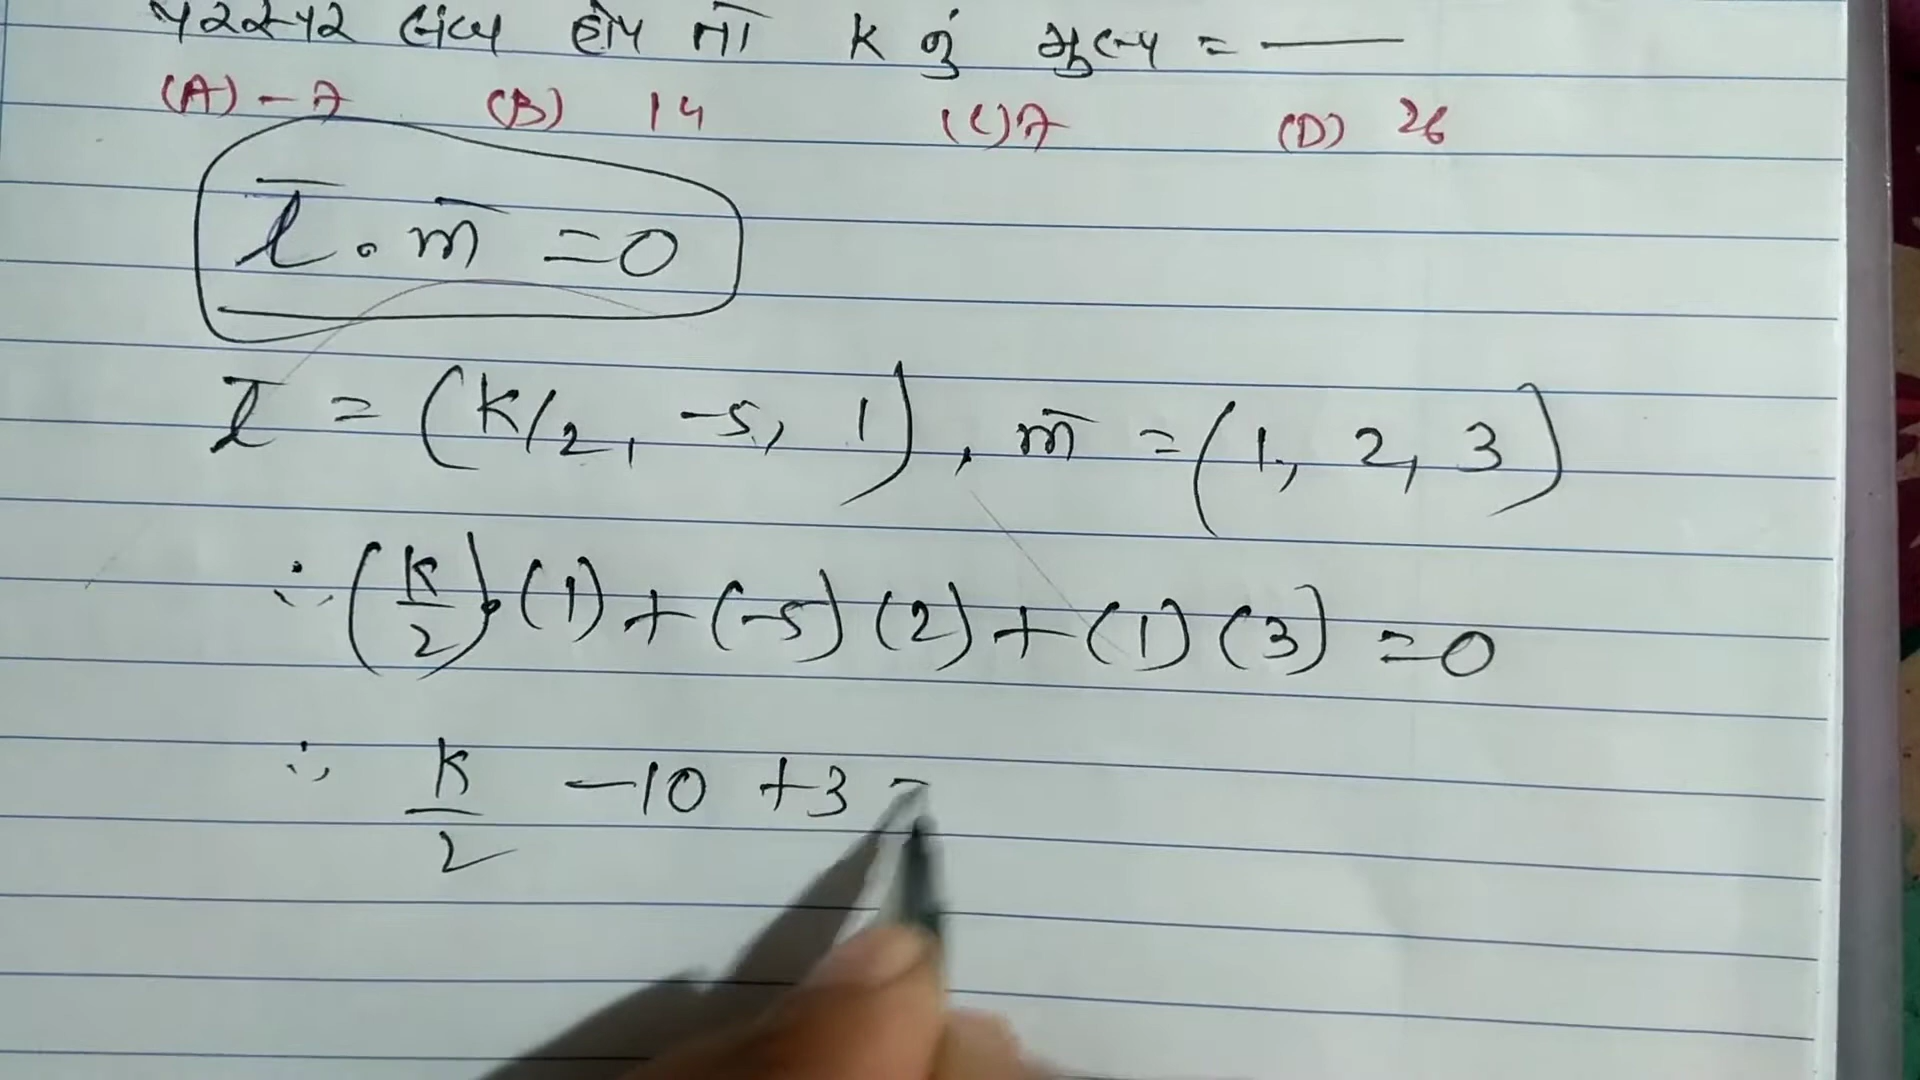 પરસ્પર લંબ હોય તો k નું મુલ્ય = ——
(A) -7 (B) 14 (C) 7 (D) 26
l̅ . m̅ = 0
l̅ = (k/2, -5, 1), m̅ = (1, 2, 3)
∴ (k/2).(1) + (-5)(2) + (1)(3) = 0
∴ k/2 -10 +3 =